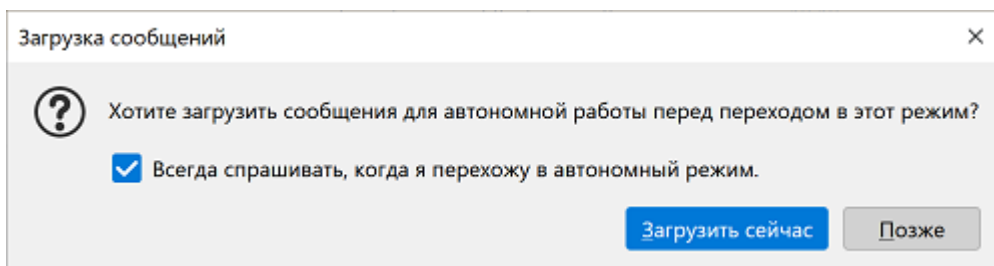 Загрузка сообщений
Хотите загрузить сообщения для автономной работы перед переходом в этот режим?
Всегда спрашивать, когда я перехожу в автономный режим.
Загрузить сейчас Позже